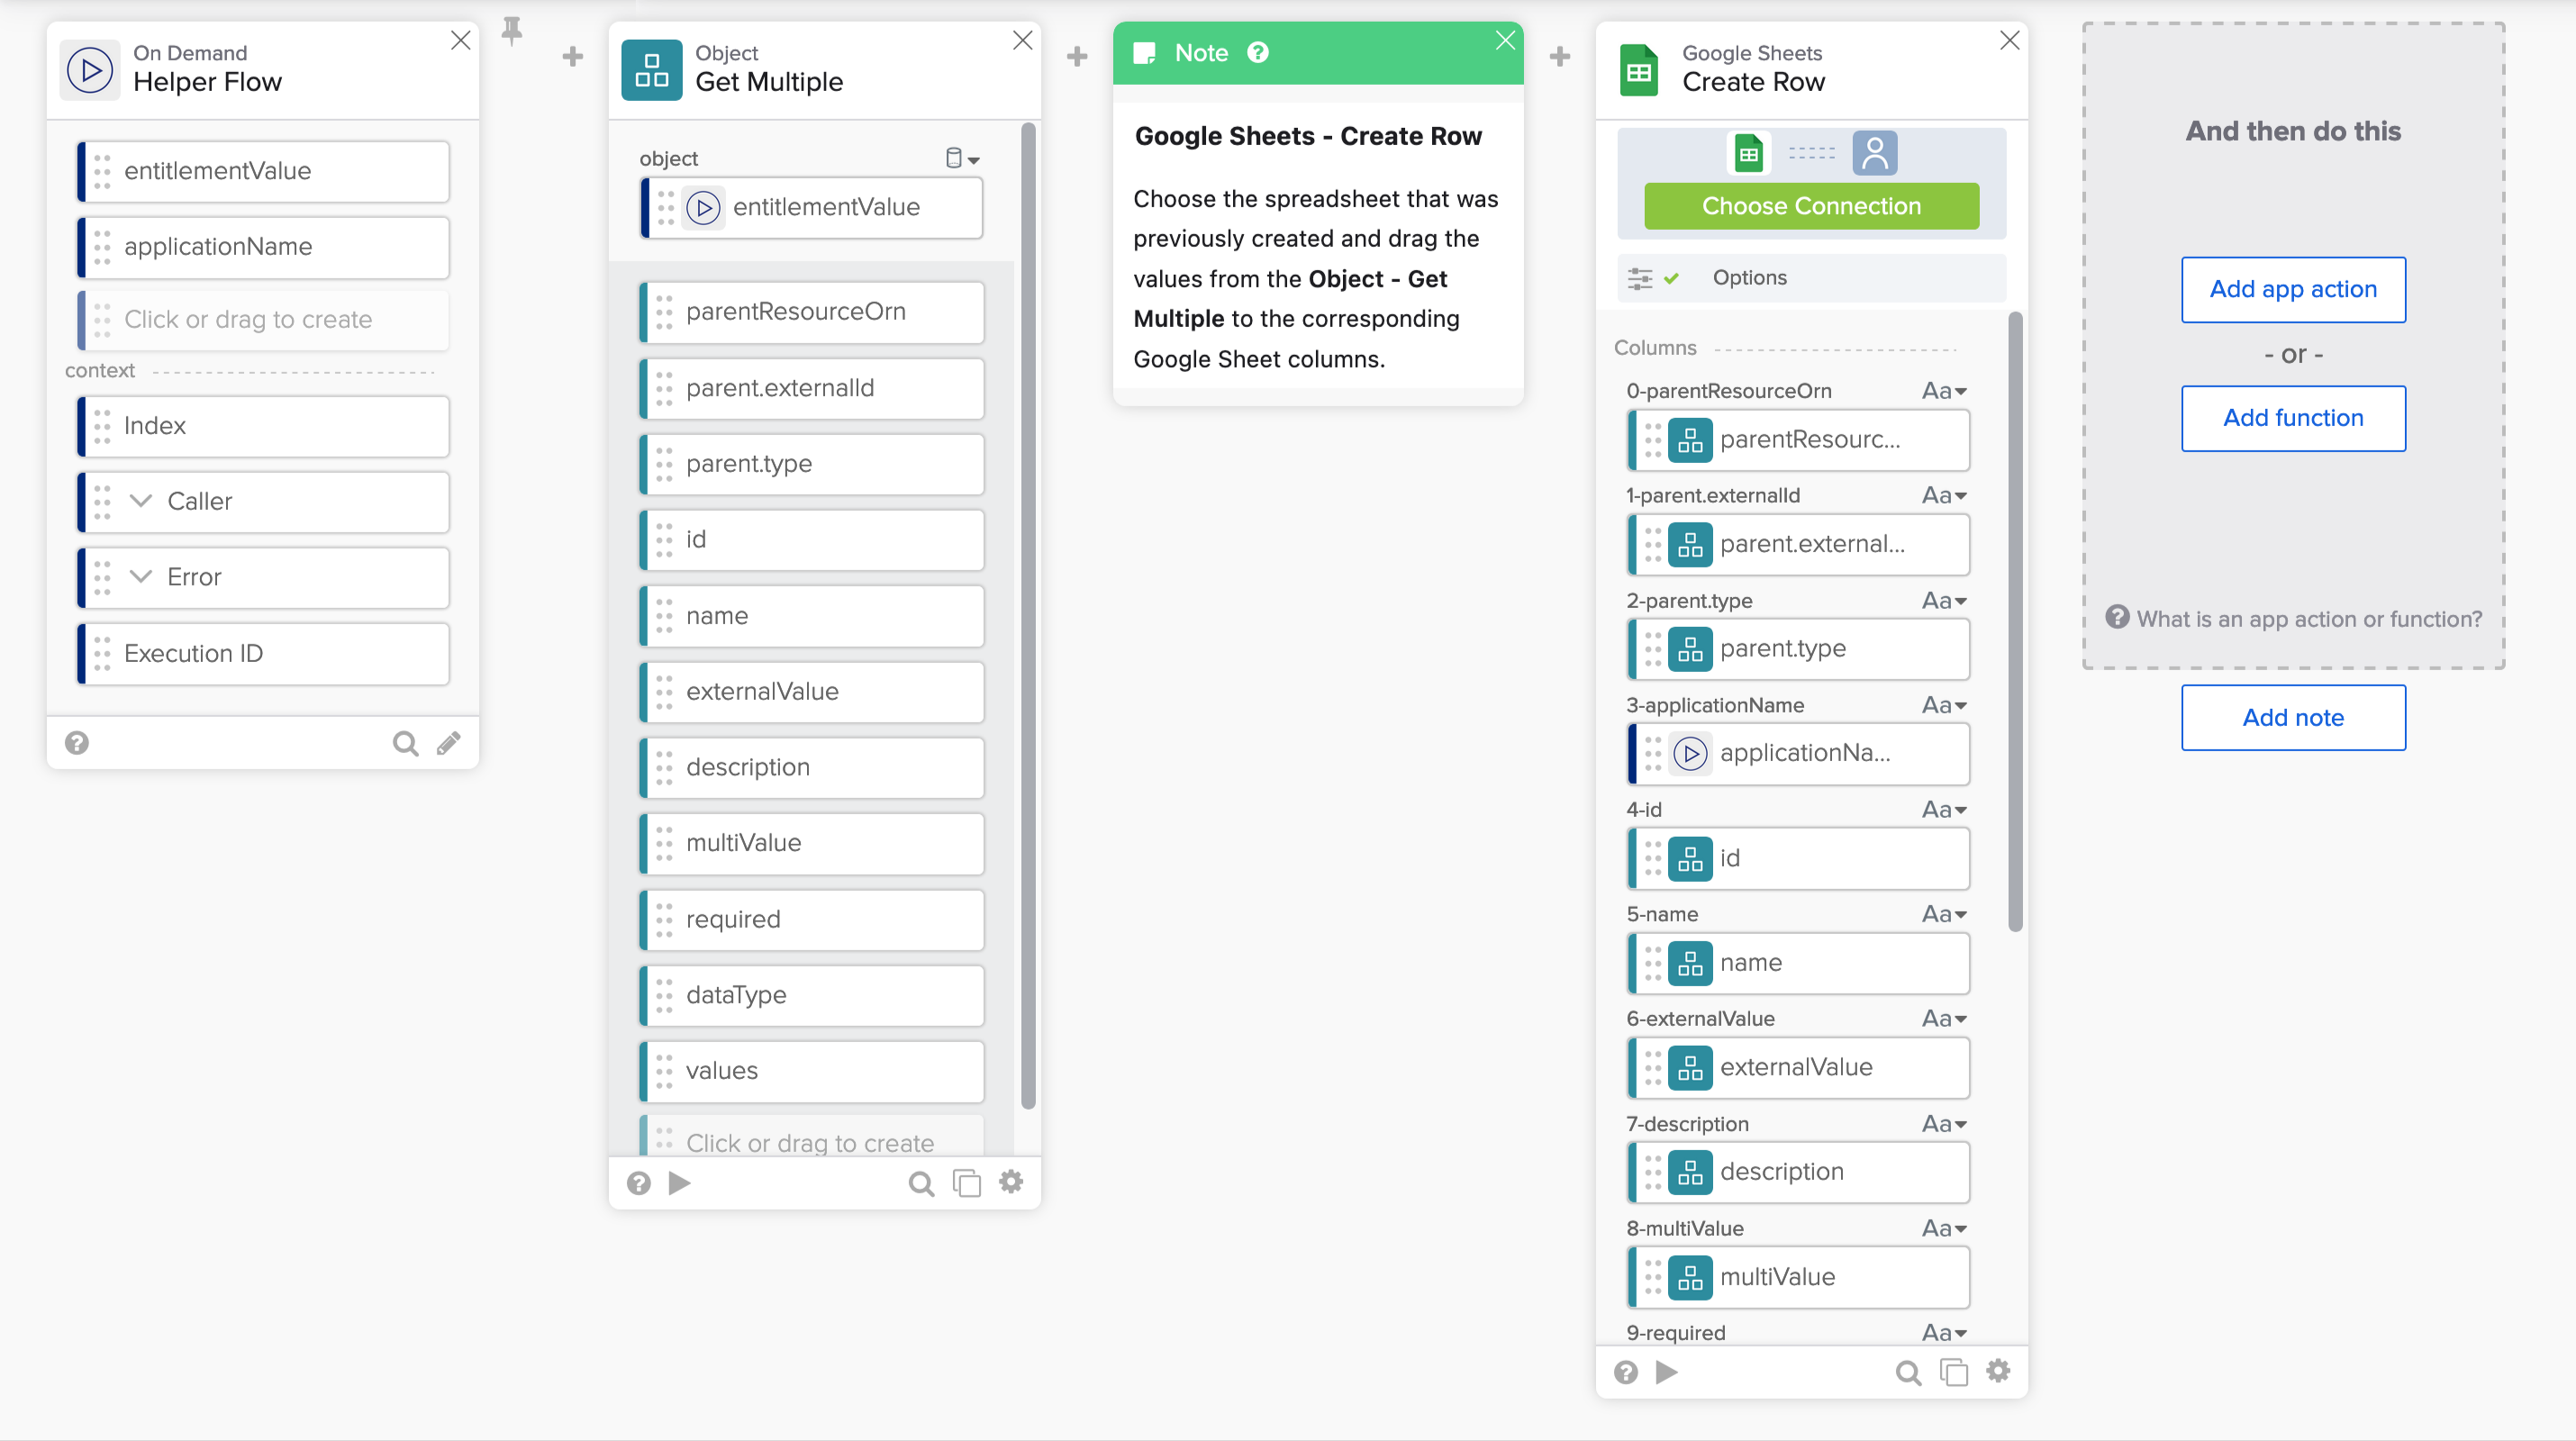 On Demand
Helper Flow
entitlementValue
applicationName
Click or drag to create
context
Index
Caller
Error
Execution ID
Object
Get Multiple
object
entitlementValue
parentResourceOrn
parent.externalId
parent.type
id
name
externalValue
description
multiValue
required
dataType
values
Click or drag to create
Note
Google Sheets - Create Row
Choose the spreadsheet that was
previously created and drag the
values from the Object - Get
Multiple to the corresponding
Google Sheet columns.
Google Sheets
Create Row
Choose Connection
Options
Columns
0-parentResourceOrn Aa
parentResourc...
1-parent.externalId Aa
parent.external...
2-parent.type Aa
parent.type
3-applicationName Aa
applicationNa...
4-id Aa
id
5-name Aa
name
6-externalValue Aa
externalValue
7-description Aa
description
8-multiValue Aa
multiValue
9-required Aa
And then do this
Add app action
- or -
Add function
What is an app action or function?
Add note